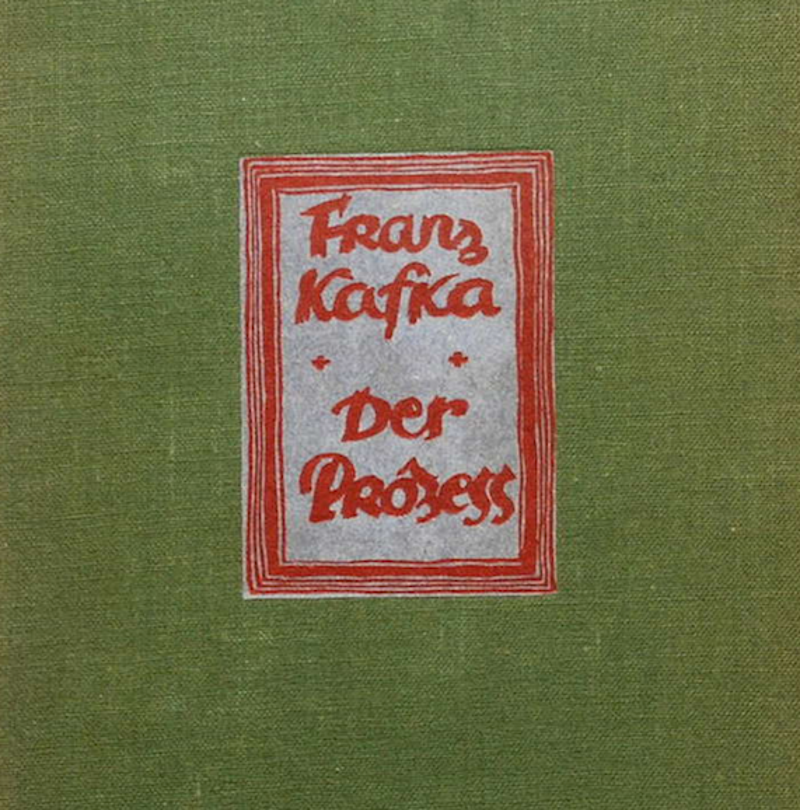 Franz
Kafka
Der
Prozess